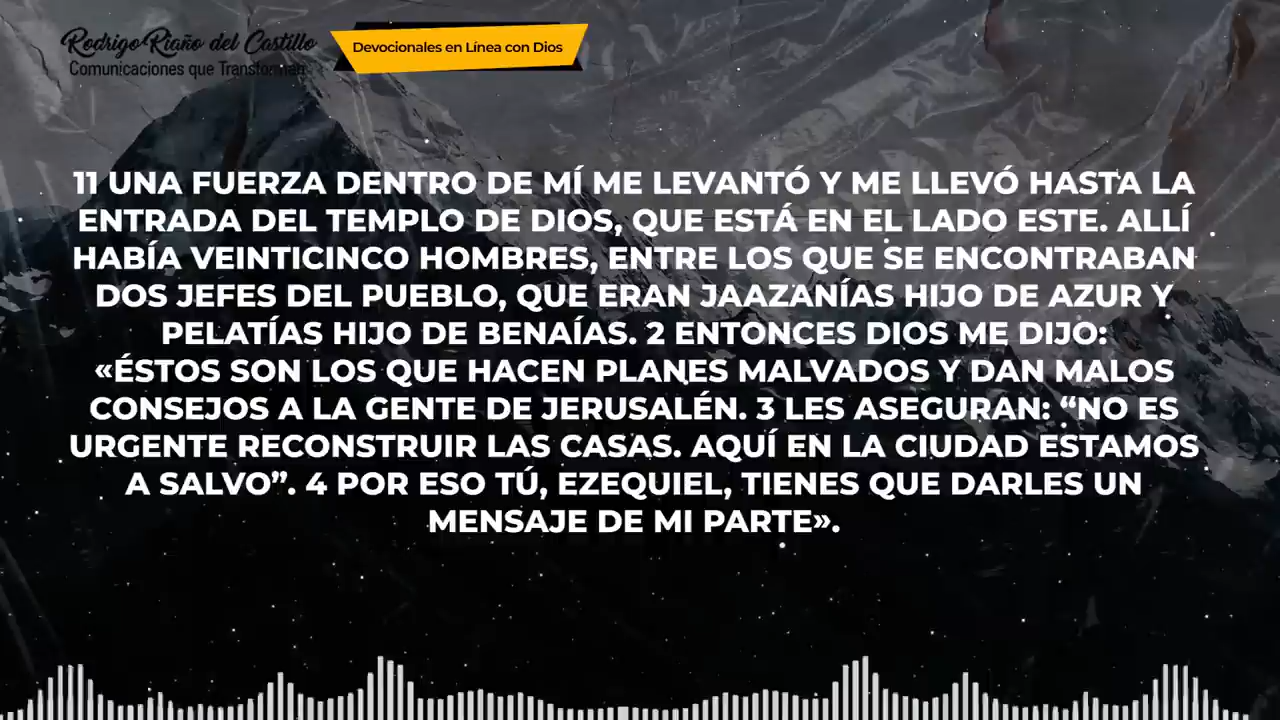 Rodrigo Riaño del Castillo
Comunicaciones que Transforman
Devocionales en Línea con Dios
11 UNA FUERZA DENTRO DE MÍ ME LEVANTÓ Y ME LLEVÓ HASTA LA
ENTRADA DEL TEMPLO DE DIOS, QUE ESTÁ EN EL LADO ESTE. ALLÍ
HABÍA VEINTICINCO HOMBRES, ENTRE LOS QUE SE ENCONTRABAN
DOS JEFES DEL PUEBLO, QUE ERAN JAAZANÍAS HIJO DE AZUR Y
PELATÍAS HIJO DE BENAÍAS. 2 ENTONCES DIOS ME DIJO:
«ÉSTOS SON LOS QUE HACEN PLANES MALVADOS Y DAN MALOS
CONSEJOS A LA GENTE DE JERUSALÉN. 3 LES ASEGURAN: “NO ES
URGENTE RECONSTRUIR LAS CASAS. AQUÍ EN LA CIUDAD ESTAMOS
A SALVO”. 4 POR ESO TÚ, EZEQUIEL, TIENES QUE DARLES UN
MENSAJE DE MI PARTE».